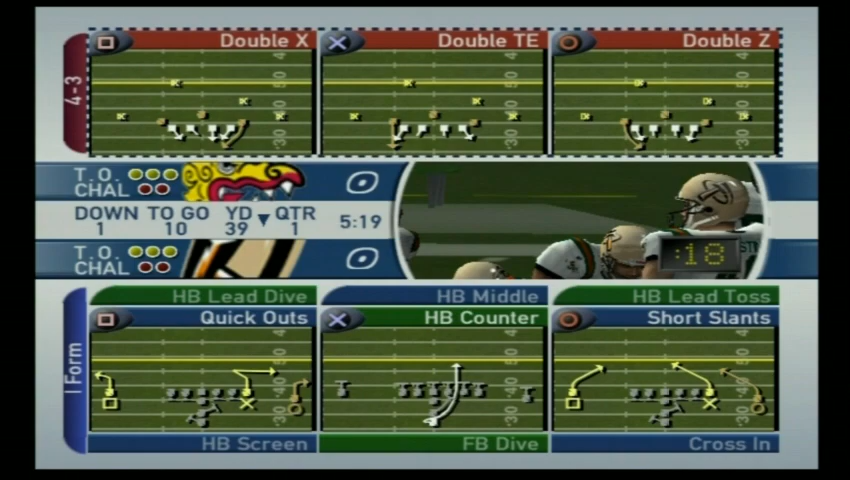 4-3
Double X
Double TE
Double Z
T.O.
CHAL
0
DOWN TO GO YD ▼ QTR
1 10 39 1
5:19
T.O.
CHAL
0
:18
HB Lead Dive
HB Middle
HB Lead Toss
I Form
Quick Outs
HB Counter
Short Slants
HB Screen
FB Dive
Cross In